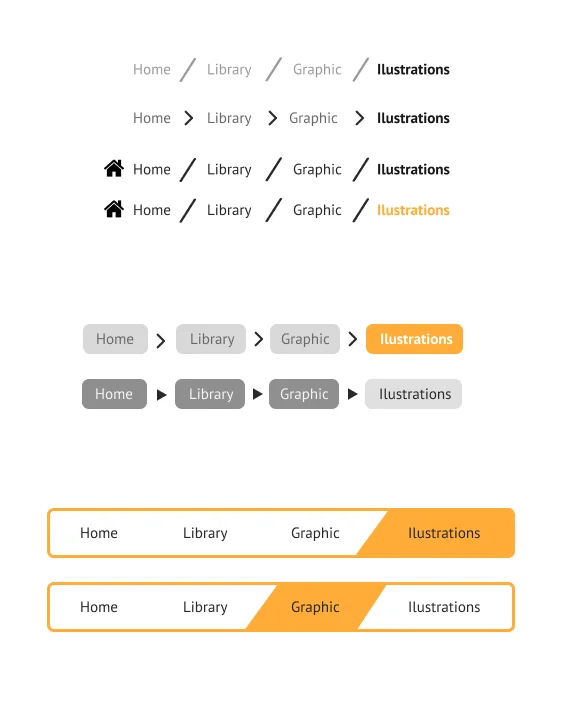 Home / Library / Graphic / Ilustrations
Home > Library > Graphic > Ilustrations
Home / Library / Graphic / Ilustrations
Home / Library / Graphic / Ilustrations
Home > Library > Graphic > Ilustrations
Home ▶ Library ▶ Graphic ▶ Ilustrations
Home Library Graphic Ilustrations
Home Library Graphic Ilustrations